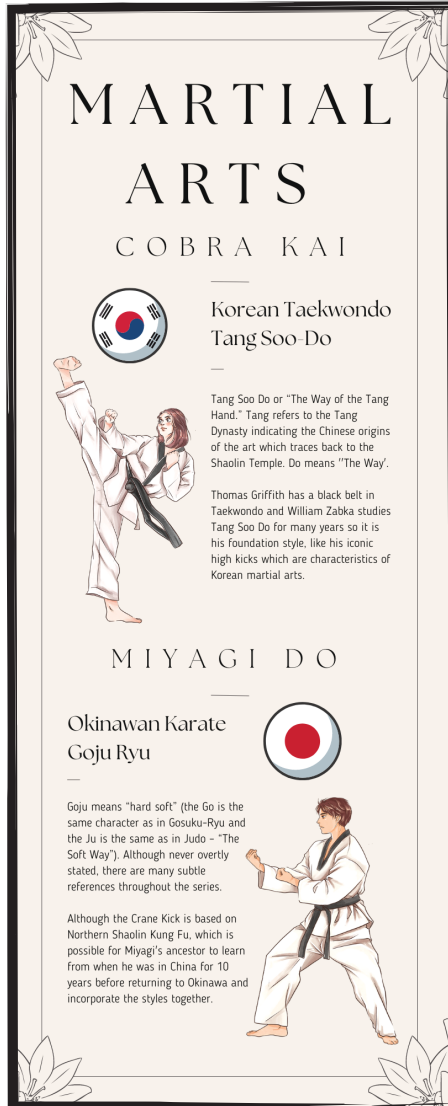 MARTIAL
ARTS
COBRA KAI
Korean Taekwondo
Tang Soo-Do
Tang Soo Do or “The Way of the Tang
Hand.” Tang refers to the Tang
Dynasty indicating the Chinese origins
of the art which traces back to the
Shaolin Temple. Do means ''The Way'.
Thomas Griffith has a black belt in
Taekwondo and William Zabka studies
Tang Soo Do for many years so it is
his foundation style, like his iconic
high kicks which are characteristics of
Korean martial arts.
MIYAGI DO
Okinawan Karate
Goju Ryu
Goju means “hard soft” (the Go is the
same character as in Gosuku-Ryu and
the Ju is the same as in Judo – “The
Soft Way”). Although never overtly
stated, there are many subtle
references throughout the series.
Although the Crane Kick is based on
Northern Shaolin Kung Fu, which is
possible for Miyagi's ancestor to learn
from when he was in China for 10
years before returning to Okinawa and
incorporate the styles together.